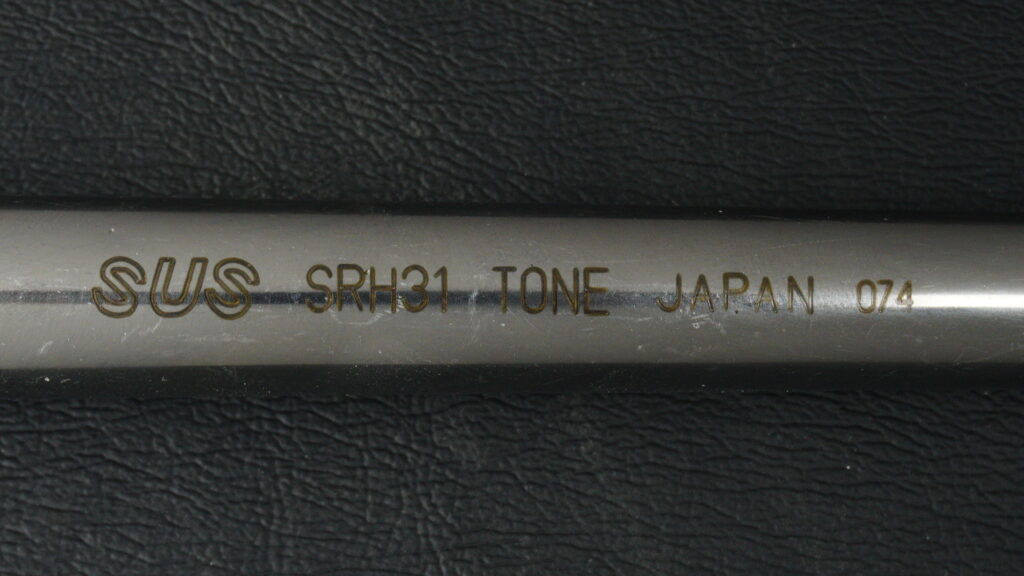 SUS SRH31 TONE JAPAN 074